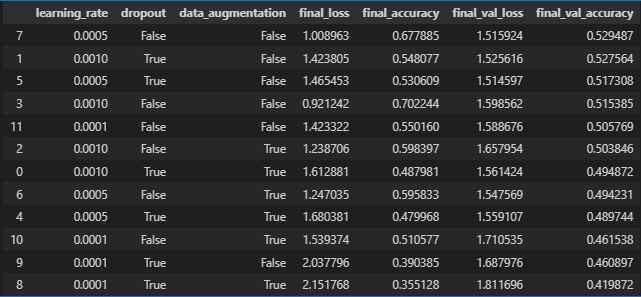 learning_rate dropout data_augmentation final_loss final_accuracy final_val_loss final_val_accuracy
7 0.0005 False False 1.008963 0.677885 1.515924 0.529487
1 0.0010 True False 1.423805 0.548077 1.525616 0.527564
5 0.0005 True False 1.465453 0.530609 1.514597 0.517308
3 0.0010 False False 0.921242 0.702244 1.598562 0.515385
11 0.0001 False False 1.423322 0.550160 1.588676 0.505769
2 0.0010 False True 1.238706 0.598397 1.657954 0.503846
0 0.0010 True True 1.612881 0.487981 1.561424 0.494872
6 0.0005 False True 1.247035 0.595833 1.547569 0.494231
4 0.0005 True True 1.680381 0.479968 1.559107 0.489744
10 0.0001 False True 1.539374 0.510577 1.710535 0.461538
9 0.0001 True False 2.037796 0.390385 1.687976 0.460897
8 0.0001 True True 2.151768 0.355128 1.811696 0.419872